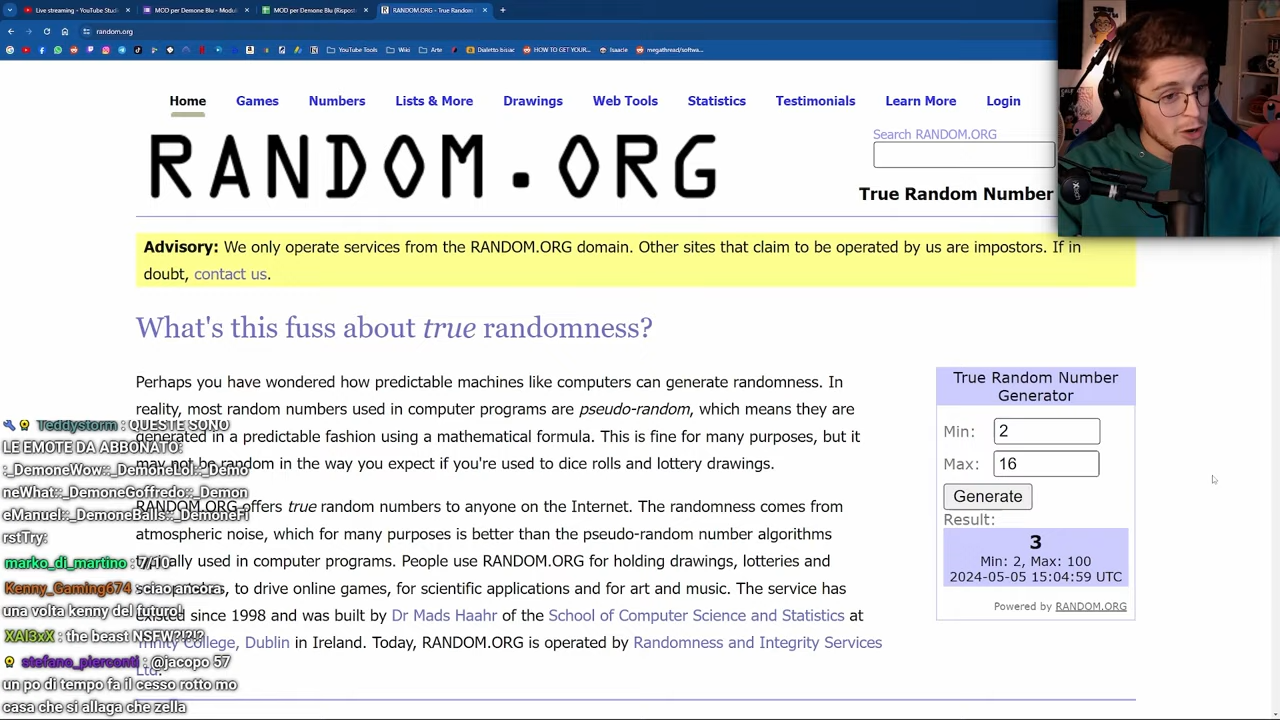 Live streaming - YouTube Studio
MOD per Demone Blu - Modul
MOD per Demone Blu (Rispost
RANDOM.ORG - True Random
random.org
YouTube Tools
Wiki
Arte
Dialetto bisiac
HOW TO GET YOUR...
Isaacle
megathread/softwa...
Home
Games
Numbers
Lists & More
Drawings
Web Tools
Statistics
Testimonials
Learn More
Login
RANDOM.ORG
Search RANDOM.ORG
True Random Number
Advisory: We only operate services from the RANDOM.ORG domain. Other sites that claim to be operated by us are impostors. If in
doubt, contact us.
What's this fuss about true randomness?
Perhaps you have wondered how predictable machines like computers can generate randomness. In
reality, most random numbers used in computer programs are pseudo-random, which means they are
generated in a predictable fashion using a mathematical formula. This is fine for many purposes, but it
may not be random in the way you expect if you're used to dice rolls and lottery drawings.
RANDOM.ORG offers true random numbers to anyone on the Internet. The randomness comes from
atmospheric noise, which for many purposes is better than the pseudo-random number algorithms
used in computer programs. People use RANDOM.ORG for holding drawings, lotteries and
to drive online games, for scientific applications and for art and music. The service has
existed since 1998 and was built by Dr Mads Haahr of the School of Computer Science and Statistics at
Trinity College, Dublin in Ireland. Today, RANDOM.ORG is operated by Randomness and Integrity Services
Ltd.
True Random Number
Generator
Min: 2
Max: 16
Generate
Result:
3
Min: 2, Max: 100
2024-05-05 15:04:59 UTC
Powered by RANDOM.ORG
Teddystorm : QUESTE SONO
LE EMOTE DA ABBONATO:
:_DemoneWow::_DemoneLol::_Demo
neWhat::_DemoneGoffredo::_Demon
eManuel::_DemoneBalls::_DemoneFi
rstTry:
marko_di_martino : 7/10
Kenny_Gaming674 : ciao ancora
una volta kenny del futuro!
XAl3xX : the beast NSFW?!?!?
stefano_pierconti : @jacopo 57
un po di tempo fa il cesso rotto mo
casa che si allaga che zella